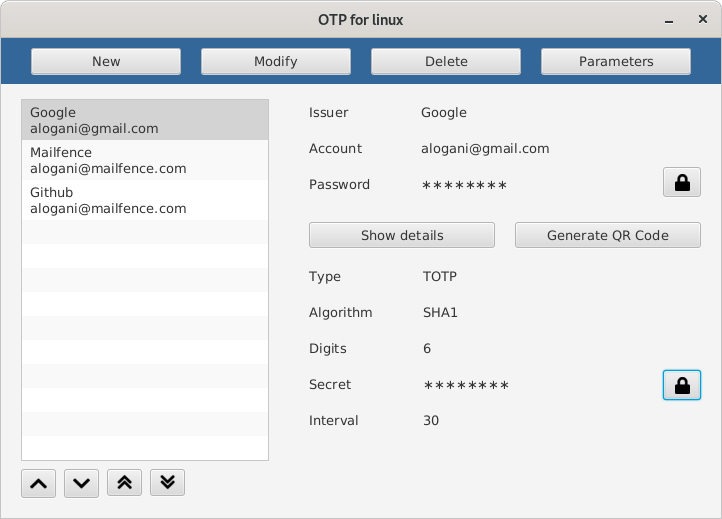 OTP for linux
New Modify Delete Parameters
Google
alogani@gmail.com
Mailfence
alogani@mailfence.com
Github
alogani@mailfence.com
Issuer Google
Account alogani@gmail.com
Password ********
Show details Generate QR Code
Type TOTP
Algorithm SHA1
Digits 6
Secret ********
Interval 30